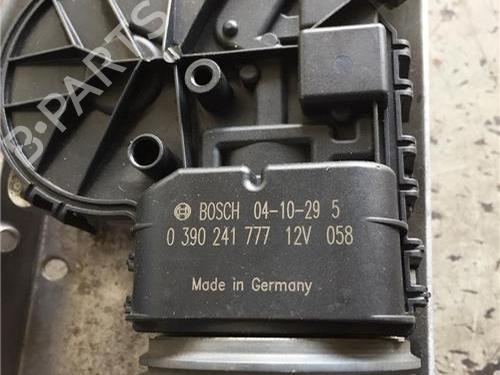 B-PARTS
BOSCH 04-10-29 5
0 390 241 777 12V 058
Made in Germany